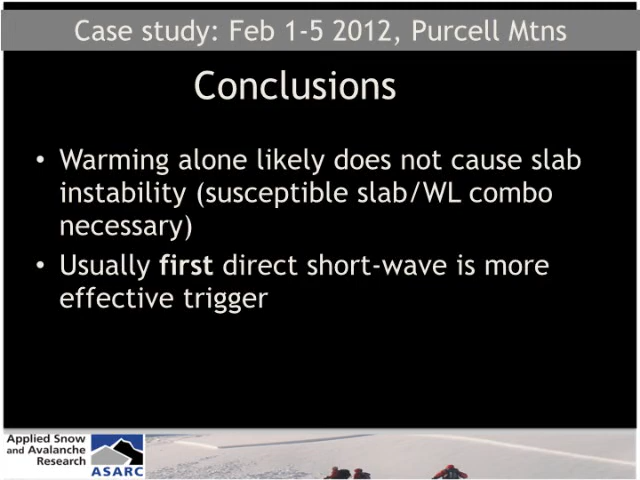 Case study: Feb 1-5 2012, Purcell Mtns
Conclusions
• Warming alone likely does not cause slab
instability (susceptible slab/WL combo
necessary)
• Usually first direct short-wave is more
effective trigger
Applied Snow
and Avalanche
Research
ASARC